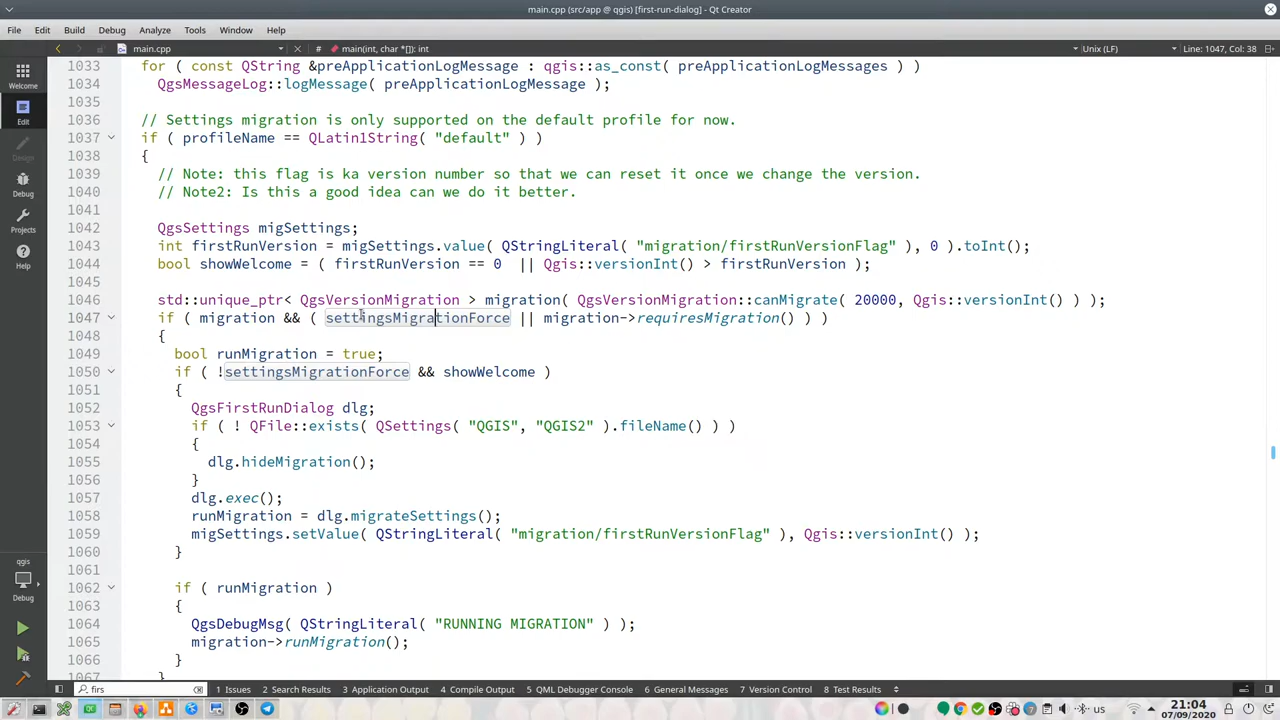 main.cpp (src/app @ qgis) [first-run-dialog] - Qt Creator
File Edit Build Debug Analyze Tools Window Help
main.cpp # main(int, char *[]): int Unix (LF) Line: 1047, Col: 38
Welcome
Edit
Design
Debug
Projects
Help
qgis
Debug
1033 for ( const QString &preApplicationLogMessage : qgis::as_const( preApplicationLogMessages ) )
1034 QgsMessageLog::logMessage( preApplicationLogMessage );
1035
1036 // Settings migration is only supported on the default profile for now.
1037 if ( profileName == QLatin1String( "default" ) )
1038 {
1039 // Note: this flag is ka version number so that we can reset it once we change the version.
1040 // Note2: Is this a good idea can we do it better.
1041
1042 QgsSettings migSettings;
1043 int firstRunVersion = migSettings.value( QStringLiteral( "migration/firstRunVersionFlag" ), 0 ).toInt();
1044 bool showWelcome = ( firstRunVersion == 0 || Qgis::versionInt() > firstRunVersion );
1045
1046 std::unique_ptr< QgsVersionMigration > migration( QgsVersionMigration::canMigrate( 20000, Qgis::versionInt() ) );
1047 if ( migration && ( settingsMigrationForce || migration->requiresMigration() ) )
1048 {
1049 bool runMigration = true;
1050 if ( !settingsMigrationForce && showWelcome )
1051 {
1052 QgsFirstRunDialog dlg;
1053 if ( ! QFile::exists( QSettings( "QGIS", "QGIS2" ).fileName() ) )
1054 {
1055 dlg.hideMigration();
1056 }
1057 dlg.exec();
1058 runMigration = dlg.migrateSettings();
1059 migSettings.setValue( QStringLiteral( "migration/firstRunVersionFlag" ), Qgis::versionInt() );
1060 }
1061
1062 if ( runMigration )
1063 {
1064 QgsDebugMsg( QStringLiteral( "RUNNING MIGRATION" ) );
1065 migration->runMigration();
1066 }
1067 }
firs 1 Issues 2 Search Results 3 Application Output 4 Compile Output 5 QML Debugger Console 6 General Messages 7 Version Control 8 Test Results
us 21:04
07/09/2020